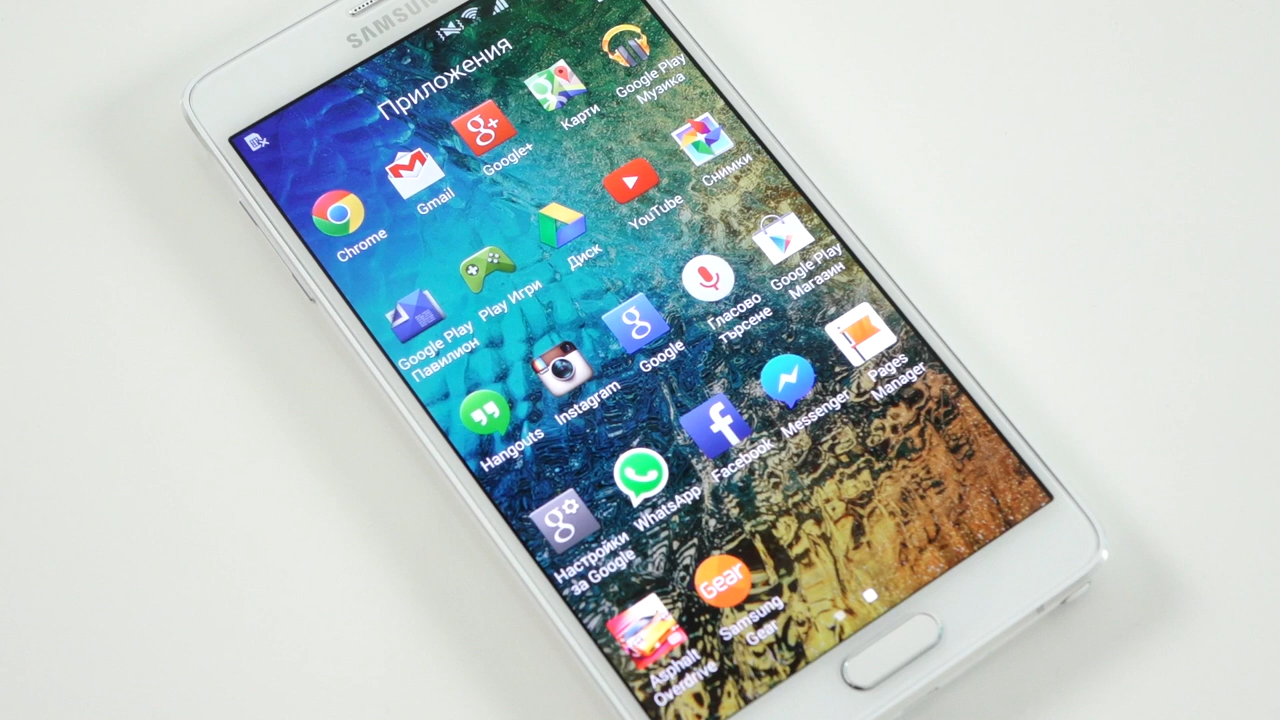 SAMSUNG
Приложения
Chrome
Gmail
Google+
Карти
Google Play
Музика
Google Play
Павилион
Play Игри
Диск
YouTube
Снимки
Hangouts
Instagram
Google
Гласово
търсене
Google Play
Магазин
Настройки
за Google
WhatsApp
Facebook
Messenger
Pages
Manager
Asphalt
Overdrive
Gear
Samsung
Gear